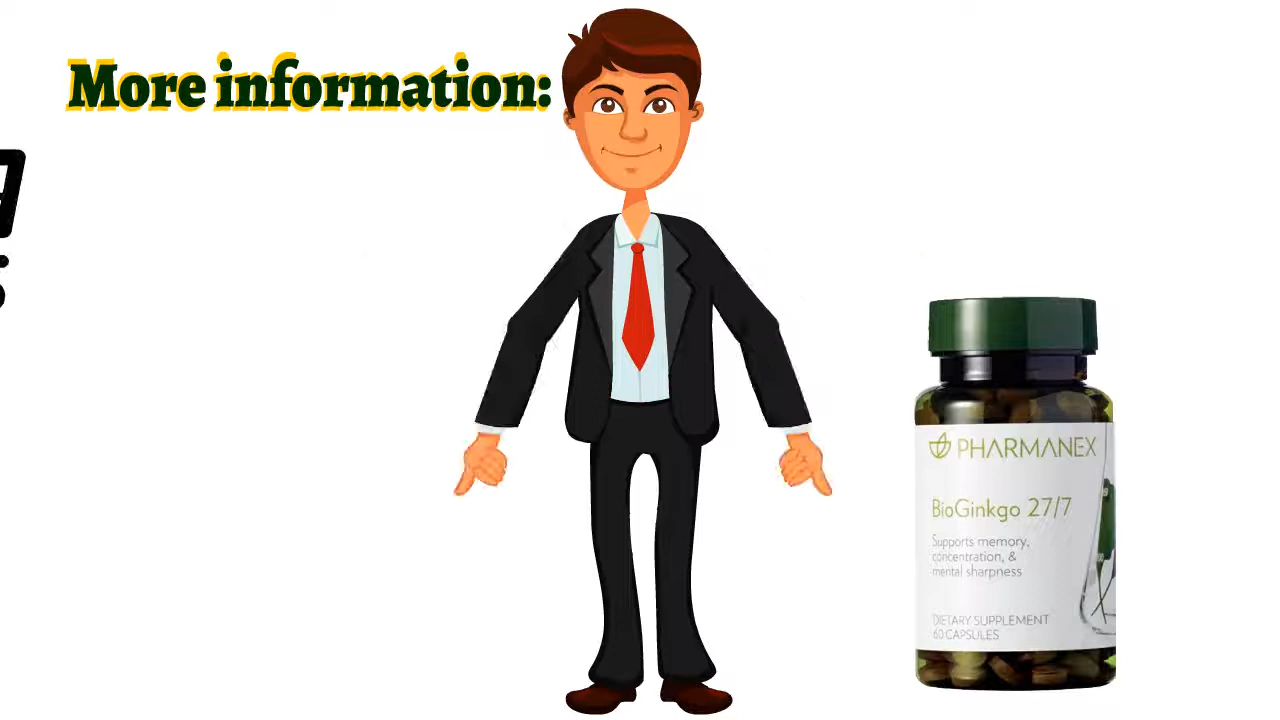 More information:
PHARMANEX
BioGinkgo 27/7
Supports memory,
concentration, &
mental sharpness
DIETARY SUPPLEMENT
60 CAPSULES